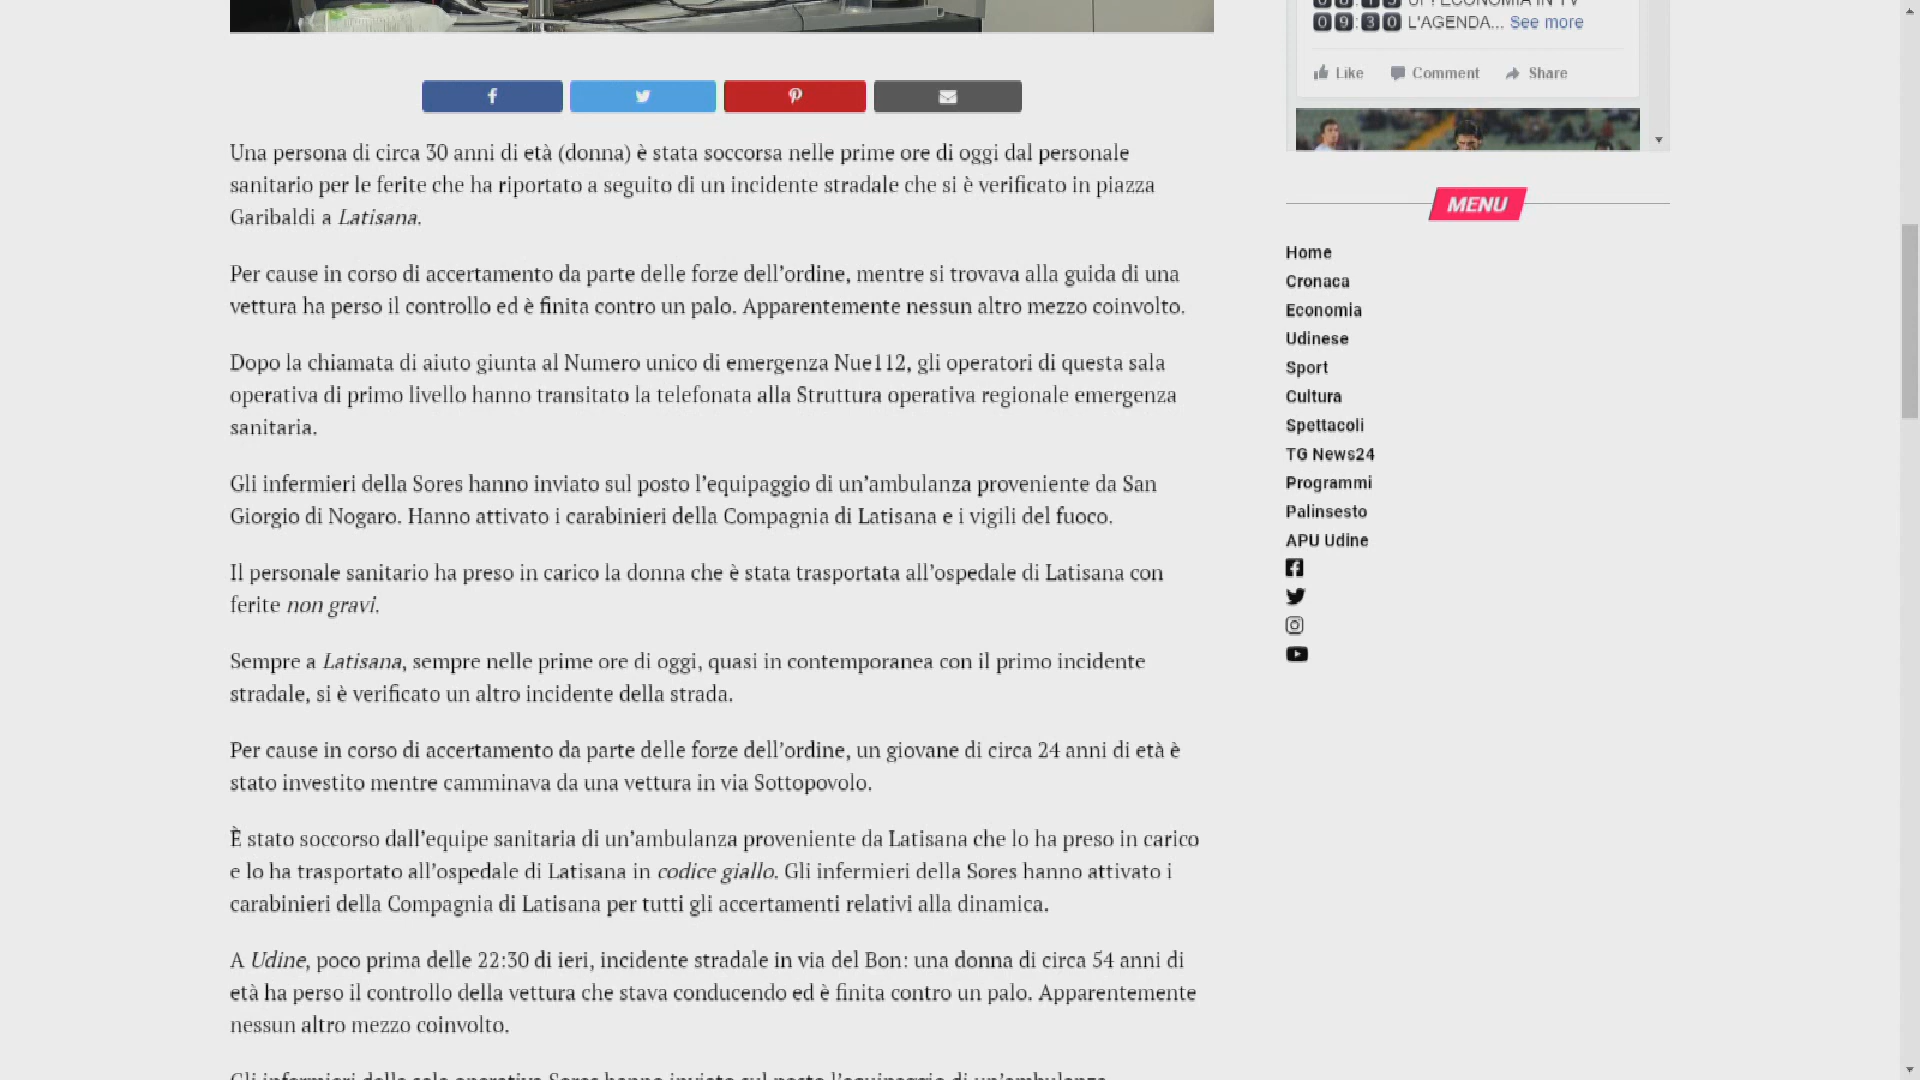 09:30 L'AGENDA... See more
Like Comment Share
Una persona di circa 30 anni di età (donna) è stata soccorsa nelle prime ore di oggi dal personale
sanitario per le ferite che ha riportato a seguito di un incidente stradale che si è verificato in piazza
Garibaldi a Latisana.
Per cause in corso di accertamento da parte delle forze dell’ordine, mentre si trovava alla guida di una
vettura ha perso il controllo ed è finita contro un palo. Apparentemente nessun altro mezzo coinvolto.
Dopo la chiamata di aiuto giunta al Numero unico di emergenza Nue112, gli operatori di questa sala
operativa di primo livello hanno transitato la telefonata alla Struttura operativa regionale emergenza
sanitaria.
Gli infermieri della Sores hanno inviato sul posto l’equipaggio di un’ambulanza proveniente da San
Giorgio di Nogaro. Hanno attivato i carabinieri della Compagnia di Latisana e i vigili del fuoco.
Il personale sanitario ha preso in carico la donna che è stata trasportata all’ospedale di Latisana con
ferite non gravi.
Sempre a Latisana, sempre nelle prime ore di oggi, quasi in contemporanea con il primo incidente
stradale, si è verificato un altro incidente della strada.
Per cause in corso di accertamento da parte delle forze dell’ordine, un giovane di circa 24 anni di età è
stato investito mentre camminava da una vettura in via Sottopovolo.
È stato soccorso dall’equipe sanitaria di un’ambulanza proveniente da Latisana che lo ha preso in carico
e lo ha trasportato all’ospedale di Latisana in codice giallo. Gli infermieri della Sores hanno attivato i
carabinieri della Compagnia di Latisana per tutti gli accertamenti relativi alla dinamica.
A Udine, poco prima delle 22:30 di ieri, incidente stradale in via del Bon: una donna di circa 54 anni di
età ha perso il controllo della vettura che stava conducendo ed è finita contro un palo. Apparentemente
nessun altro mezzo coinvolto.
Gli infermieri della sala operativa Sores hanno inviato sul posto l’equipaggio di un’ambulanza
MENU
Home
Cronaca
Economia
Udinese
Sport
Cultura
Spettacoli
TG News24
Programmi
Palinsesto
APU Udine